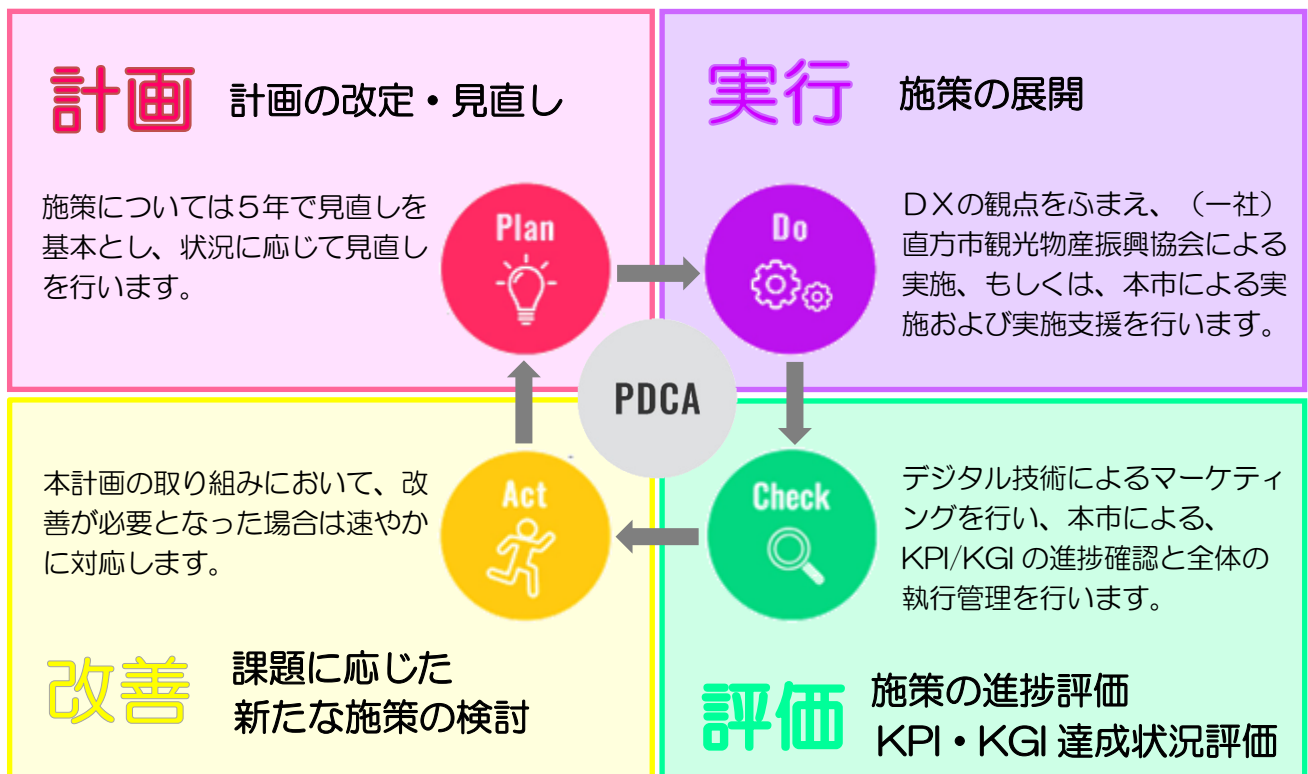 計画 計画の改定・見直し
施策については５年で見直しを
基本とし、状況に応じて見直し
を行います。
Plan
実行 施策の展開
ＤＸの観点をふまえ、（一社）
直方市観光物産振興協会による
実施、もしくは、本市による実
施および実施支援を行います。
Do
PDCA
本計画の取り組みにおいて、改
善が必要となった場合は速やか
に対応します。
Act
改善 課題に応じた
新たな施策の検討
Check
デジタル技術によるマーケティ
ングを行い、本市による、
KPI/KGI の進捗確認と全体の
執行管理を行います。
評価 施策の進捗評価
KPI・KGI 達成状況評価